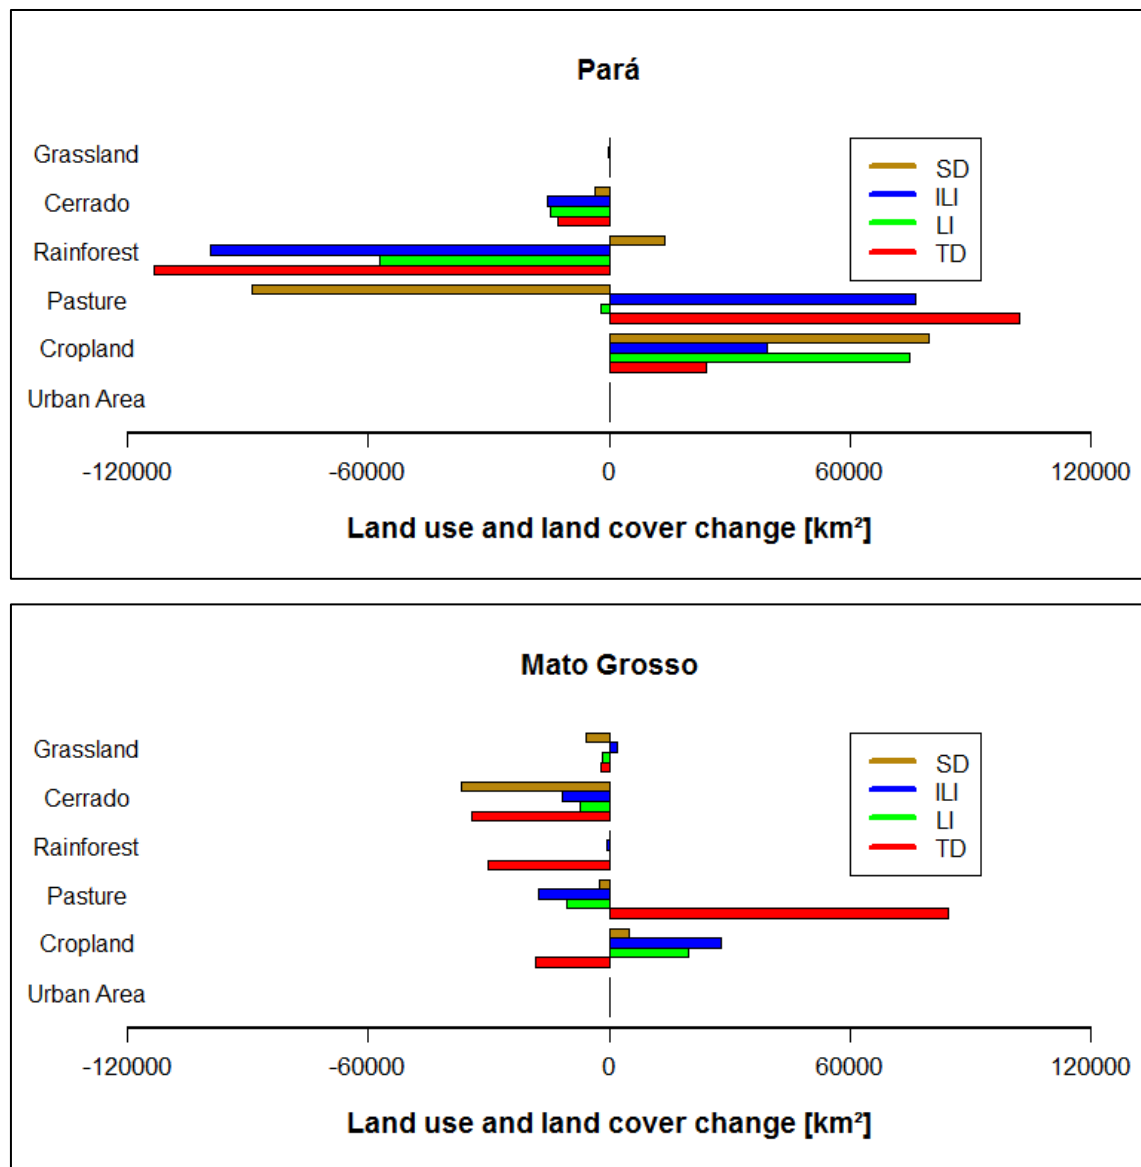 Pará
Grassland
Cerrado
Rainforest
Pasture
Cropland
Urban Area
SD
ILI
LI
TD
-120000 -60000 0 60000 120000
Land use and land cover change [km²]
Mato Grosso
Grassland
Cerrado
Rainforest
Pasture
Cropland
Urban Area
SD
ILI
LI
TD
-120000 -60000 0 60000 120000
Land use and land cover change [km²]